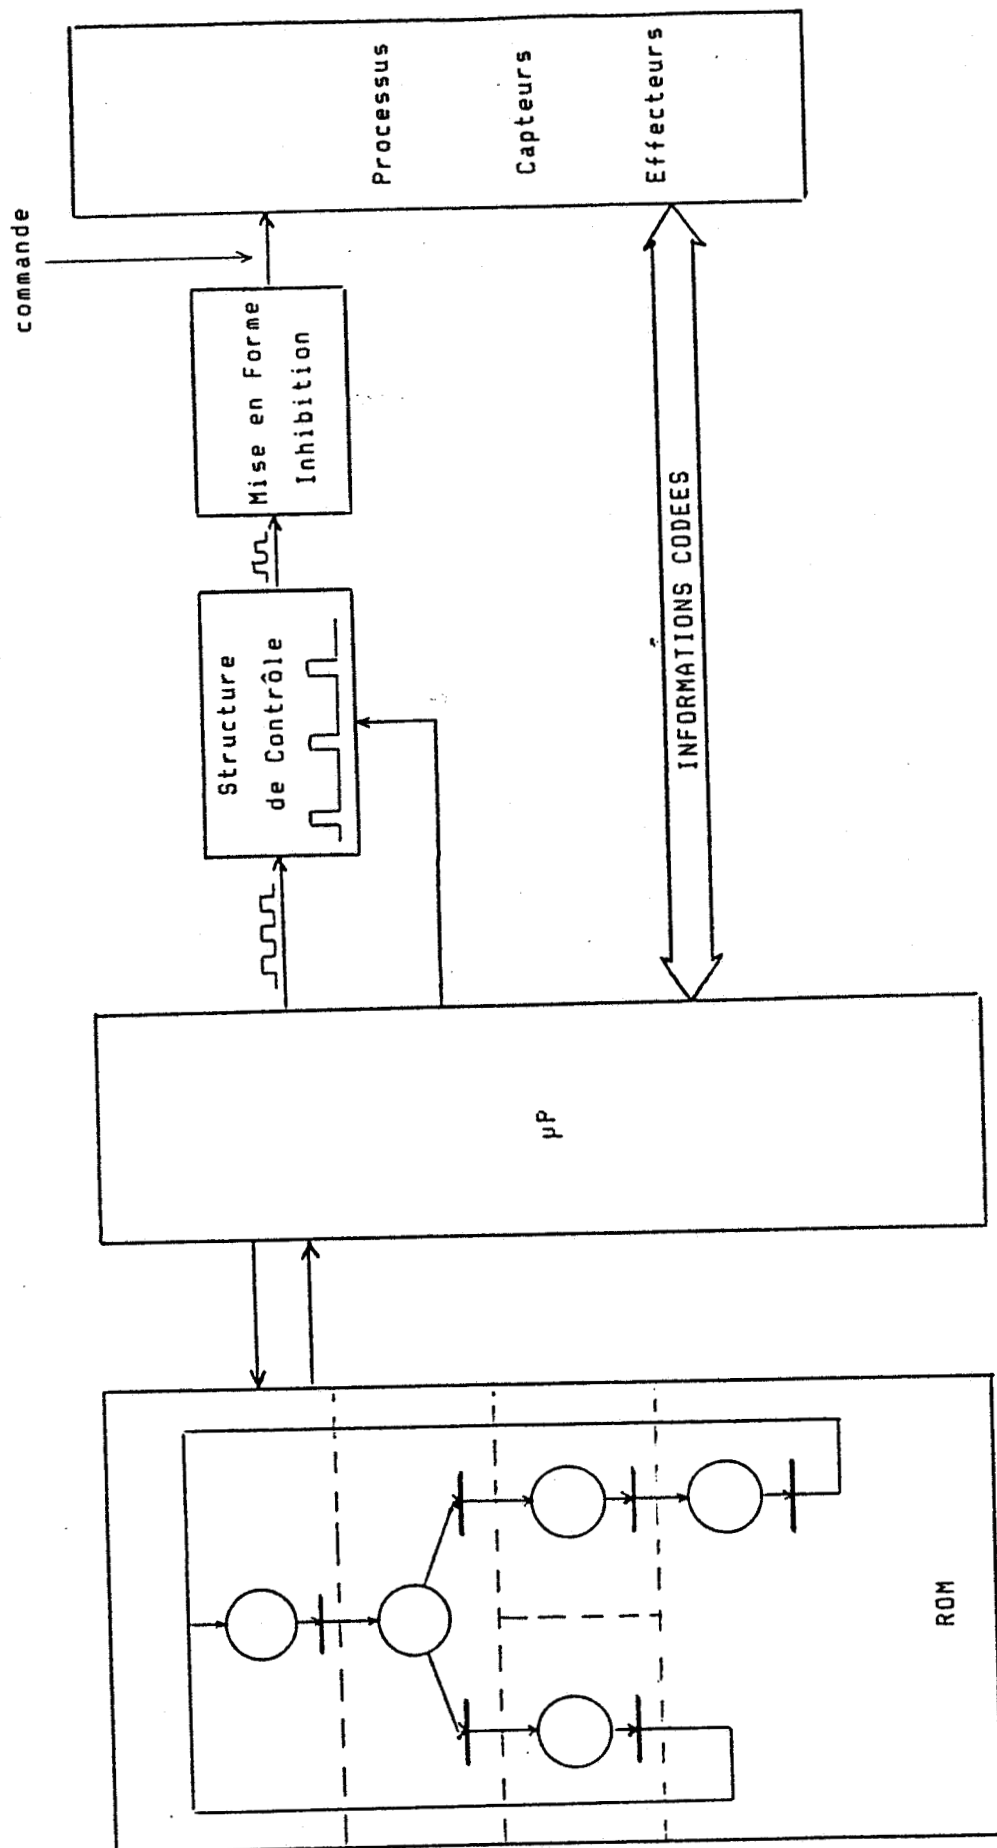 commande
Processus
Capteurs
Effecteurs
Mise en Forme
Inhibition
Structure
de Contrôle
INFORMATIONS CODEES
µP
ROM